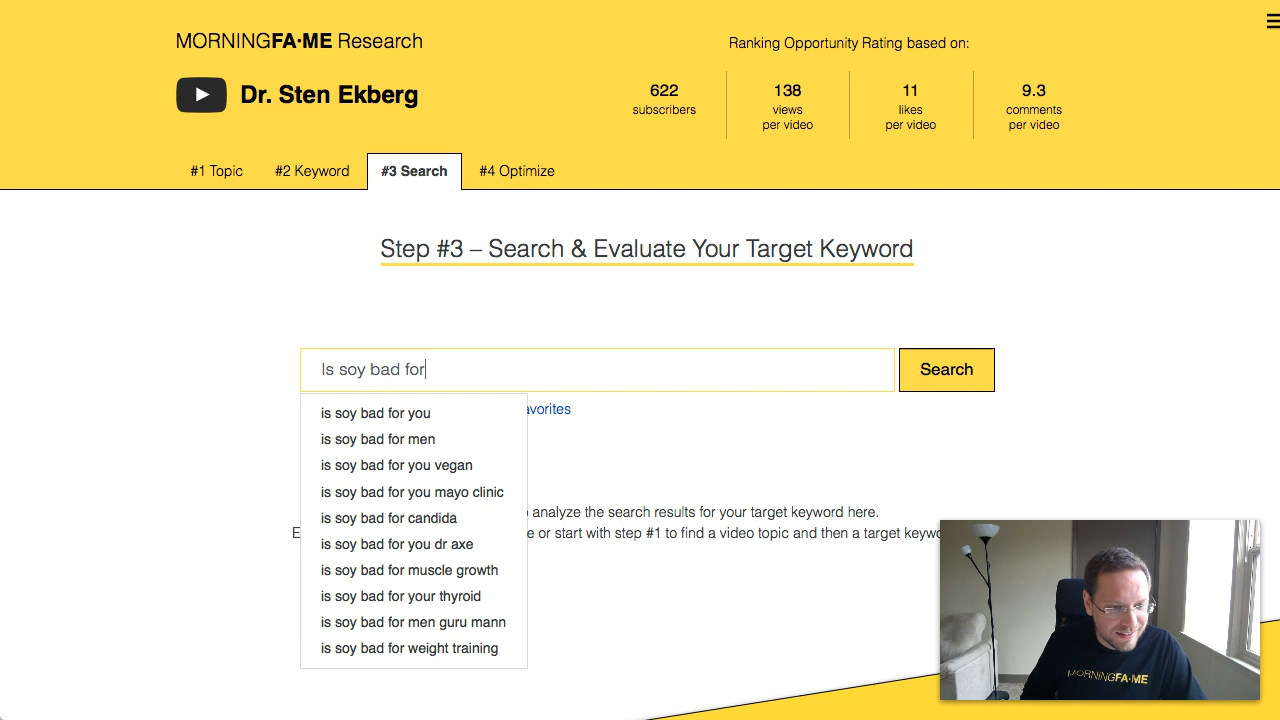 MORNINGFA·ME Research
Dr. Sten Ekberg
Ranking Opportunity Rating based on:
622
subscribers
138
views
per video
11
likes
per video
9.3
comments
per video
#1 Topic
#2 Keyword
#3 Search
#4 Optimize
Step #3 – Search & Evaluate Your Target Keyword
Is soy bad for
Search
avorites
is soy bad for you
is soy bad for men
is soy bad for you vegan
is soy bad for you mayo clinic
is soy bad for candida
is soy bad for you dr axe
is soy bad for muscle growth
is soy bad for your thyroid
is soy bad for men guru mann
is soy bad for weight training
analyze the search results for your target keyword here.
E
e or start with step #1 to find a video topic and then a target keywo
MORNINGFA·ME